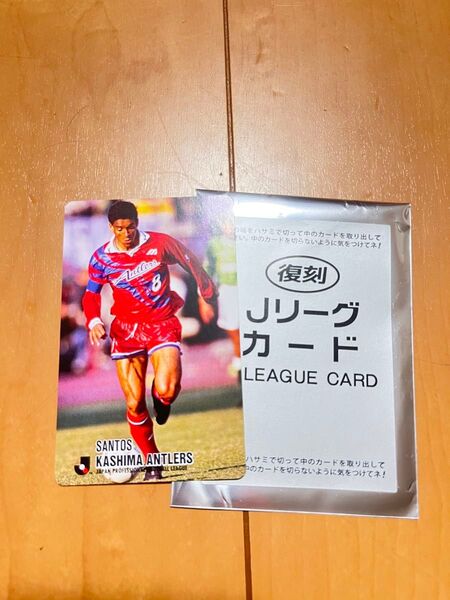 Antlers
8
SANTOS
KASHIMA ANTLERS
JAPAN PROFESSIONAL LEAGUE
をハサミで切って中のカードを取り出して
中のカードを切らないように気をつけてネ!
復刻
Jリーグ
カード
LEAGUE CARD
ハサミで切って中のカードを取り出して
中のカードを切らないように気をつけてネ!